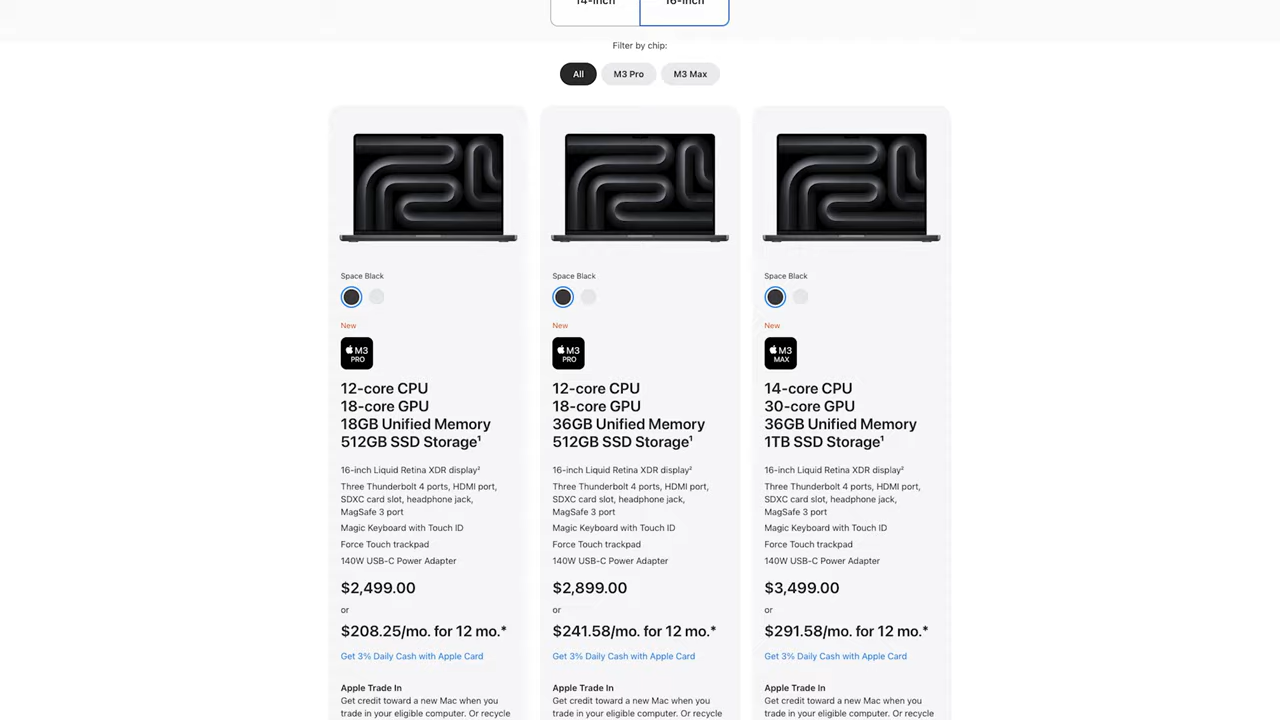 14-inch
16-inch
Filter by chip:
All
M3 Pro
M3 Max
Space Black
New
M3
PRO
12-core CPU
18-core GPU
18GB Unified Memory
512GB SSD Storage¹
16-inch Liquid Retina XDR display²
Three Thunderbolt 4 ports, HDMI port,
SDXC card slot, headphone jack,
MagSafe 3 port
Magic Keyboard with Touch ID
Force Touch trackpad
140W USB-C Power Adapter
$2,499.00
or
$208.25/mo. for 12 mo.*
Get 3% Daily Cash with Apple Card
Apple Trade In
Get credit toward a new Mac when you
trade in your eligible computer. Or recycle
Space Black
New
M3
PRO
12-core CPU
18-core GPU
36GB Unified Memory
512GB SSD Storage¹
16-inch Liquid Retina XDR display²
Three Thunderbolt 4 ports, HDMI port,
SDXC card slot, headphone jack,
MagSafe 3 port
Magic Keyboard with Touch ID
Force Touch trackpad
140W USB-C Power Adapter
$2,899.00
or
$241.58/mo. for 12 mo.*
Get 3% Daily Cash with Apple Card
Apple Trade In
Get credit toward a new Mac when you
trade in your eligible computer. Or recycle
Space Black
New
M3
MAX
14-core CPU
30-core GPU
36GB Unified Memory
1TB SSD Storage¹
16-inch Liquid Retina XDR display²
Three Thunderbolt 4 ports, HDMI port,
SDXC card slot, headphone jack,
MagSafe 3 port
Magic Keyboard with Touch ID
Force Touch trackpad
140W USB-C Power Adapter
$3,499.00
or
$291.58/mo. for 12 mo.*
Get 3% Daily Cash with Apple Card
Apple Trade In
Get credit toward a new Mac when you
trade in your eligible computer. Or recycle